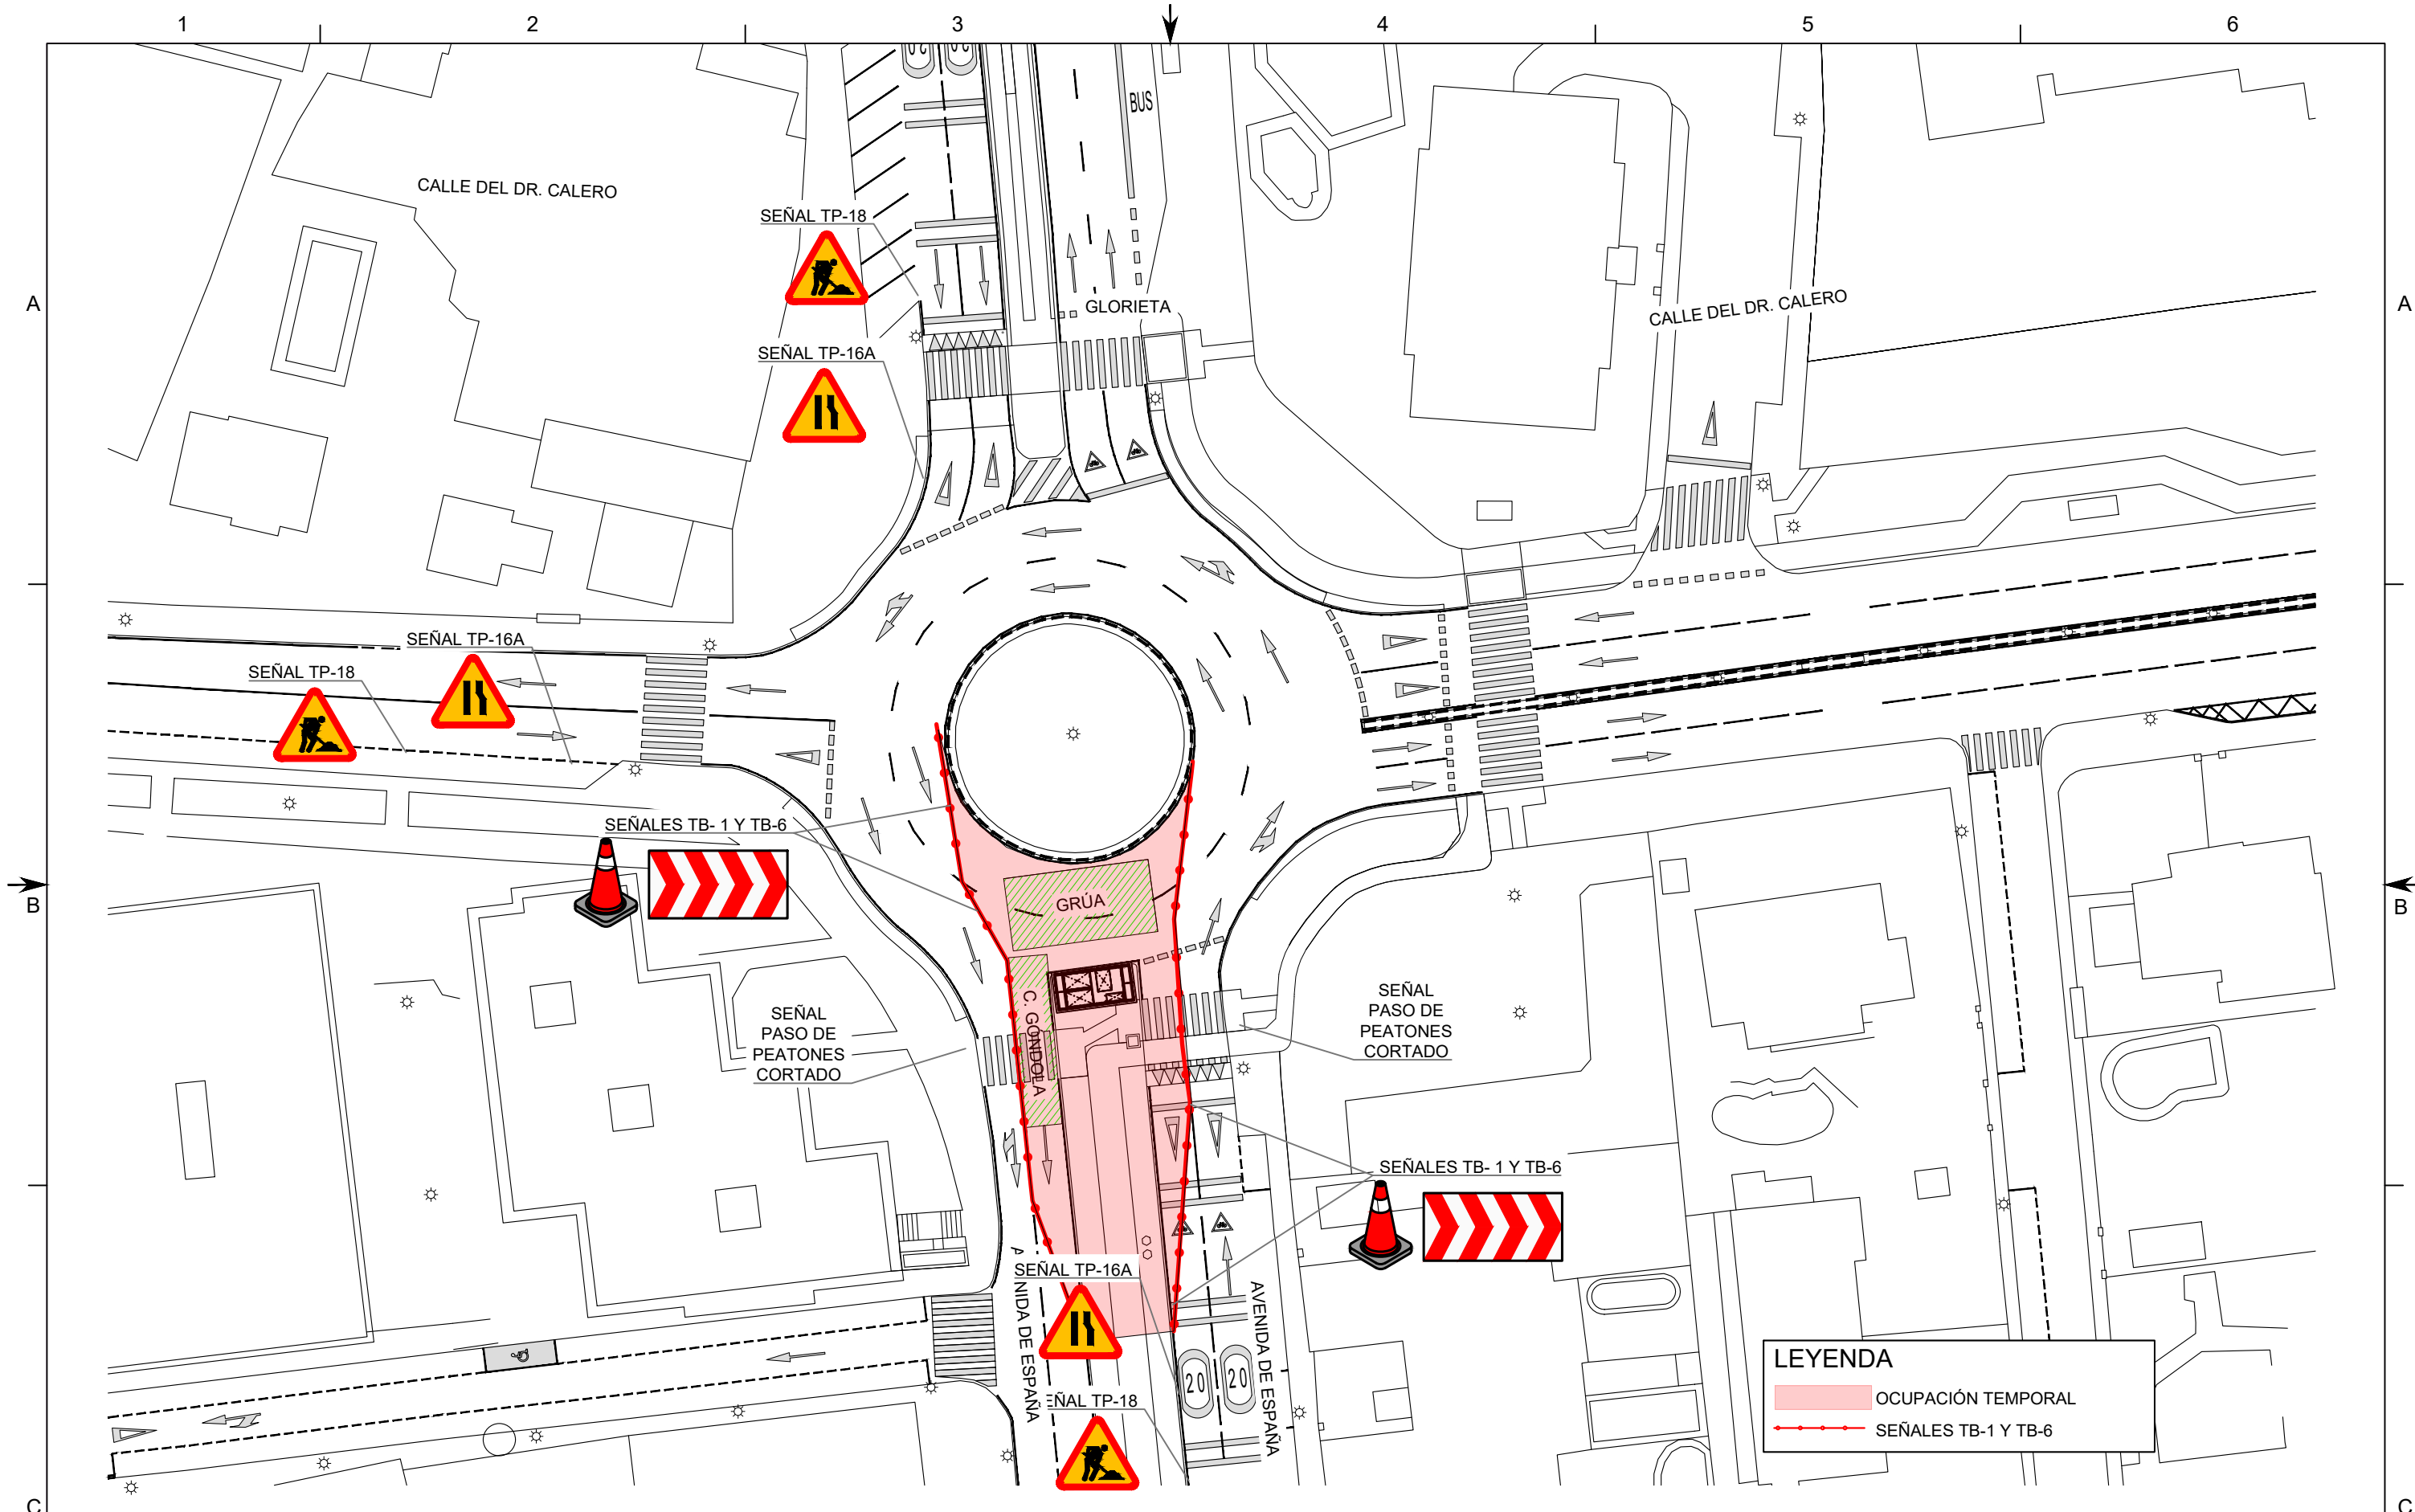 1
2
3
4
5
6
BUS
CALLE DEL DR. CALERO
SEÑAL TP-18
GLORIETA
CALLE DEL DR. CALERO
A
A
SEÑAL TP-16A
SEÑAL TP-16A
SEÑAL TP-18
SEÑALES TB- 1 Y TB-6
B
B
GRÚA
C. GÓNDOLA
SEÑAL
PASO DE
PEATONES
CORTADO
SEÑAL
PASO DE
PEATONES
CORTADO
SEÑALES TB- 1 Y TB-6
SEÑAL TP-16A
A NIDA DE ESPAÑA
AVENIDA DE ESPAÑA
20
20
EÑAL TP-18
LEYENDA
OCUPACIÓN TEMPORAL
SEÑALES TB-1 Y TB-6
C
C